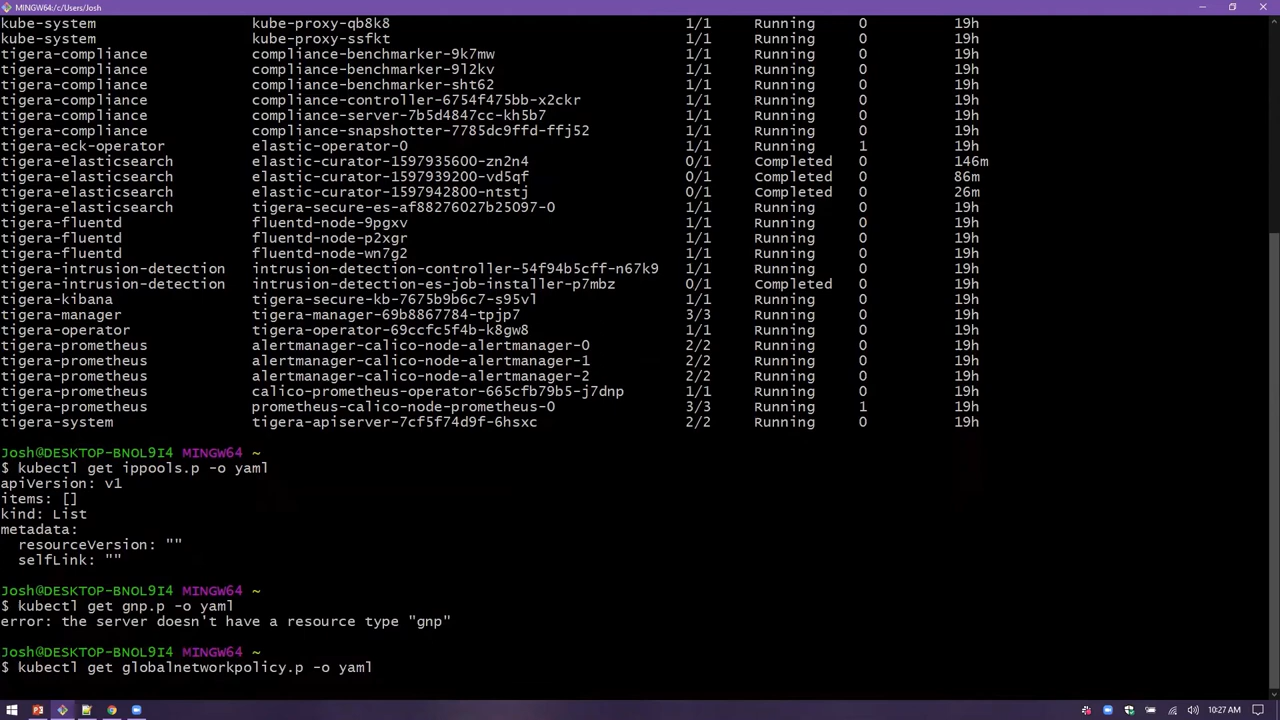 MINGW64:/c/Users/Josh
kube-system kube-proxy-qb8k8 1/1 Running 0 19h
kube-system kube-proxy-ssfkt 1/1 Running 0 19h
tigera-compliance compliance-benchmarker-9k7mw 1/1 Running 0 19h
tigera-compliance compliance-benchmarker-9l2kv 1/1 Running 0 19h
tigera-compliance compliance-benchmarker-sht62 1/1 Running 0 19h
tigera-compliance compliance-controller-6754f475bb-x2ckr 1/1 Running 0 19h
tigera-compliance compliance-server-7b5d4847cc-kh5b7 1/1 Running 0 19h
tigera-compliance compliance-snapshotter-7785dc9ffd-ffj52 1/1 Running 0 19h
tigera-eck-operator elastic-operator-0 1/1 Running 1 19h
tigera-elasticsearch elastic-curator-1597935600-zn2n4 0/1 Completed 0 146m
tigera-elasticsearch elastic-curator-1597939200-vd5qf 0/1 Completed 0 86m
tigera-elasticsearch elastic-curator-1597942800-ntstj 0/1 Completed 0 26m
tigera-elasticsearch tigera-secure-es-af88276027b25097-0 1/1 Running 0 19h
tigera-fluentd fluentd-node-9pgxv 1/1 Running 0 19h
tigera-fluentd fluentd-node-p2xgr 1/1 Running 0 19h
tigera-fluentd fluentd-node-wn7g2 1/1 Running 0 19h
tigera-intrusion-detection intrusion-detection-controller-54f94b5cff-n67k9 1/1 Running 0 19h
tigera-intrusion-detection intrusion-detection-es-job-installer-p7mbz 0/1 Completed 0 19h
tigera-kibana tigera-secure-kb-7675b9b6c7-s95vl 1/1 Running 0 19h
tigera-manager tigera-manager-69b8867784-tpjp7 3/3 Running 0 19h
tigera-operator tigera-operator-69ccfc5f4b-k8gw8 1/1 Running 0 19h
tigera-prometheus alertmanager-calico-node-alertmanager-0 2/2 Running 0 19h
tigera-prometheus alertmanager-calico-node-alertmanager-1 2/2 Running 0 19h
tigera-prometheus alertmanager-calico-node-alertmanager-2 2/2 Running 0 19h
tigera-prometheus calico-prometheus-operator-665cfb79b5-j7dnp 1/1 Running 0 19h
tigera-prometheus prometheus-calico-node-prometheus-0 3/3 Running 1 19h
tigera-system tigera-apiserver-7cf5f74d9f-6hsxc 2/2 Running 0 19h
Josh@DESKTOP-BNOL9I4 MINGW64 ~
$ kubectl get ippools.p -o yaml
apiVersion: v1
items: []
kind: List
metadata:
  resourceVersion: ""
  selfLink: ""
Josh@DESKTOP-BNOL9I4 MINGW64 ~
$ kubectl get gnp.p -o yaml
error: the server doesn't have a resource type "gnp"
Josh@DESKTOP-BNOL9I4 MINGW64 ~
$ kubectl get globalnetworkpolicy.p -o yaml
10:27 AM